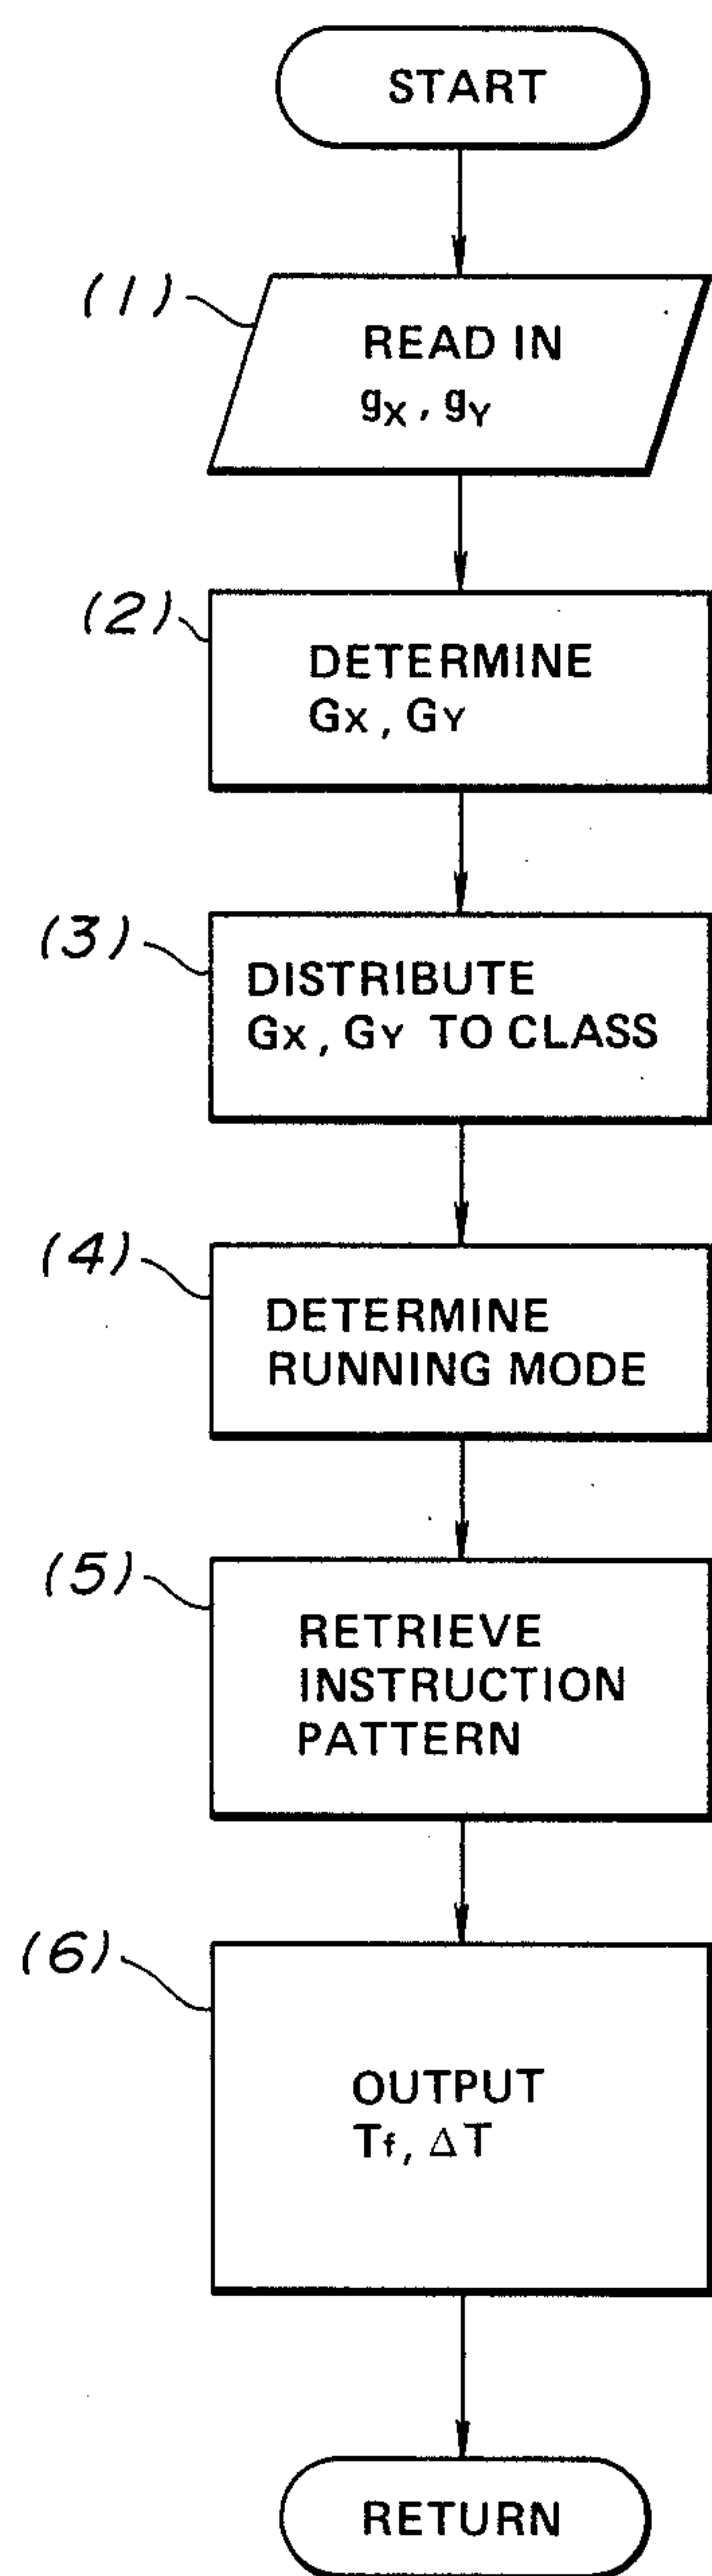 START
(1)
READ IN
gX, gY
(2)
DETERMINE
GX, GY
(3)
DISTRIBUTE
GX, GY TO CLASS
(4)
DETERMINE
RUNNING MODE
(5)
RETRIEVE
INSTRUCTION
PATTERN
(6)
OUTPUT
Tf, ΔT
RETURN